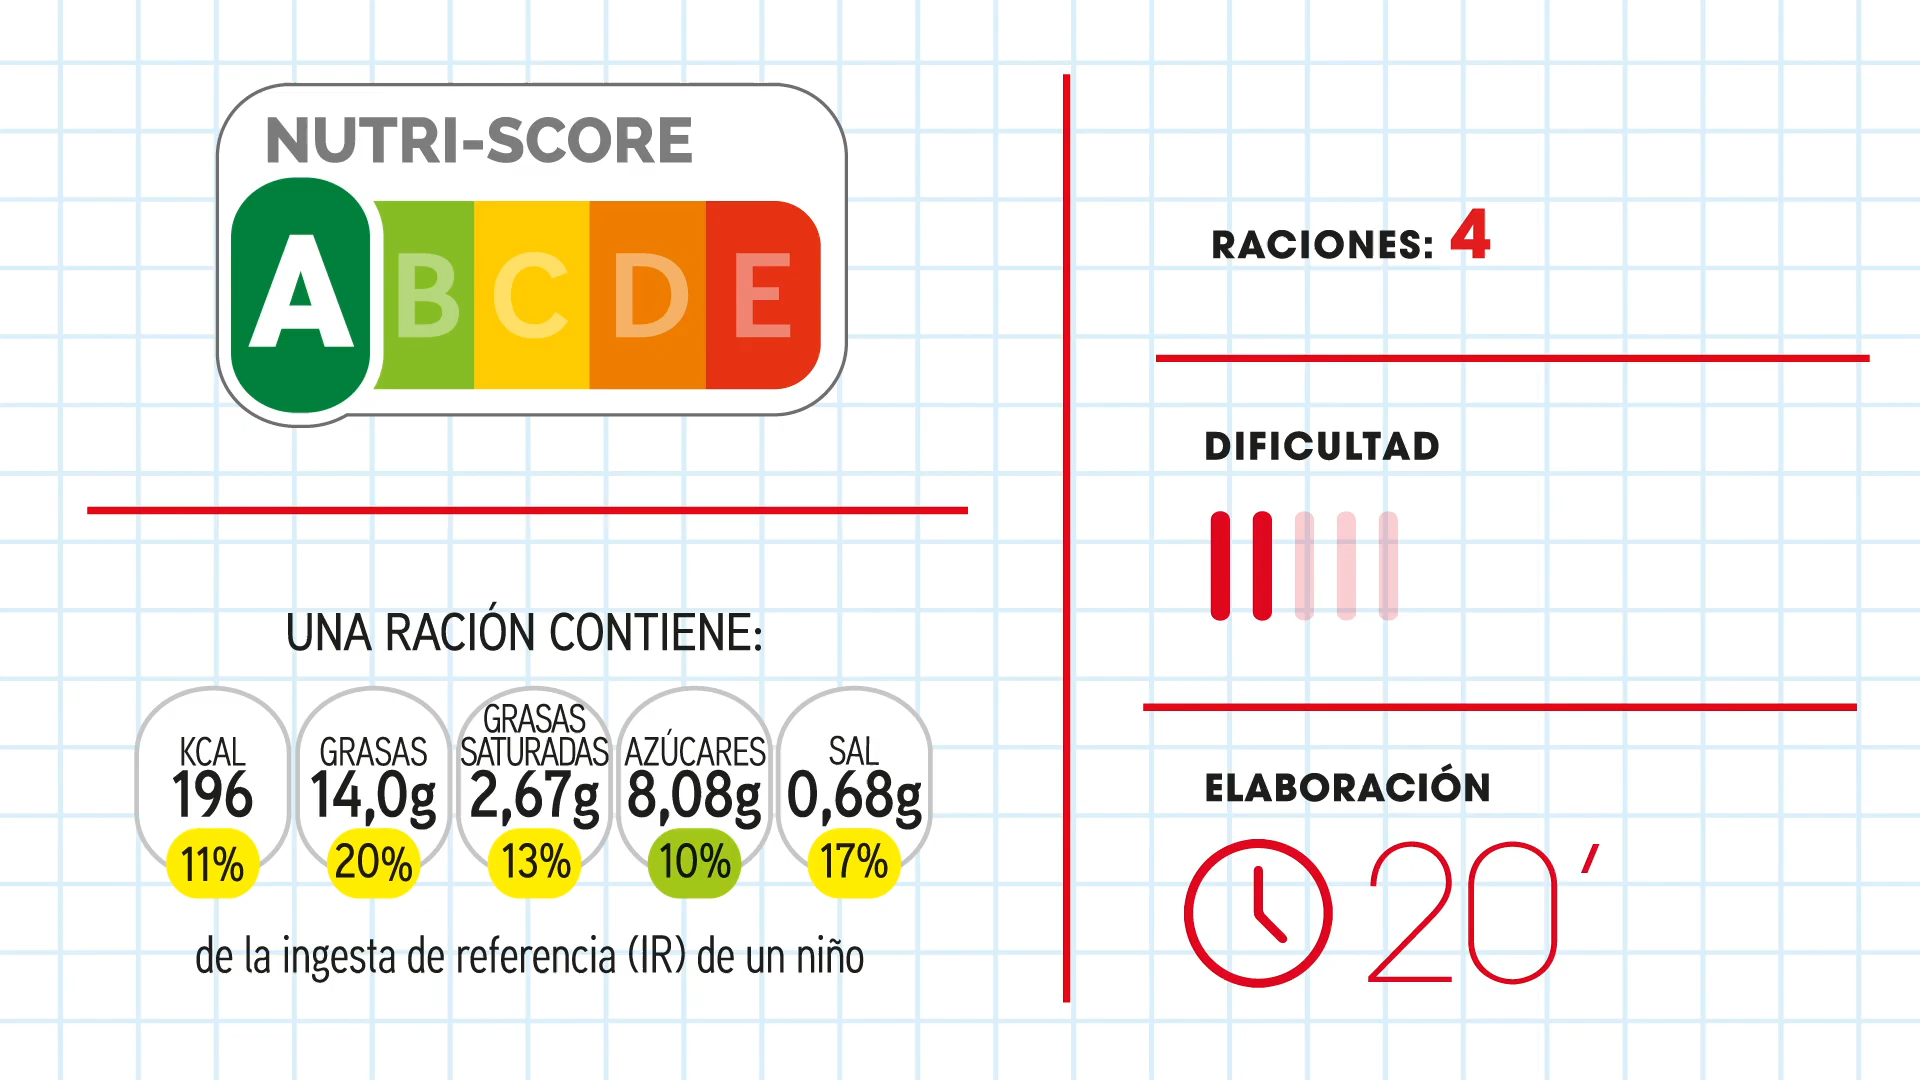 NUTRI-SCORE
A B C D E
UNA RACIÓN CONTIENE:
KCAL
196
11%
GRASAS
14,0g
20%
GRASAS
SATURADAS
2,67g
13%
AZÚCARES
8,08g
10%
SAL
0,68g
17%
de la ingesta de referencia (IR) de un niño
RACIONES: 4
DIFICULTAD
ELABORACIÓN
20'